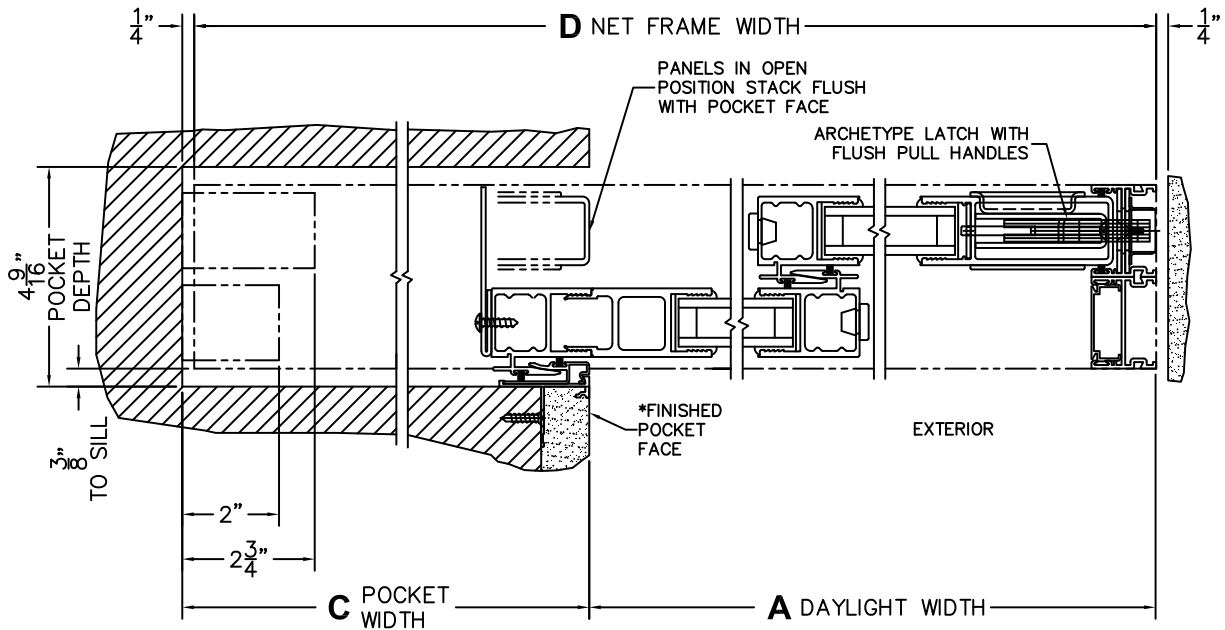 1/4"
D NET FRAME WIDTH
1/4"
PANELS IN OPEN
POSITION STACK FLUSH
WITH POCKET FACE
ARCHETYPE LATCH WITH
FLUSH PULL HANDLES
4 9/16"
POCKET
DEPTH
3/8"
TO SILL
*FINISHED
POCKET
FACE
EXTERIOR
2"
2 3/4"
C POCKET
WIDTH
A DAYLIGHT WIDTH